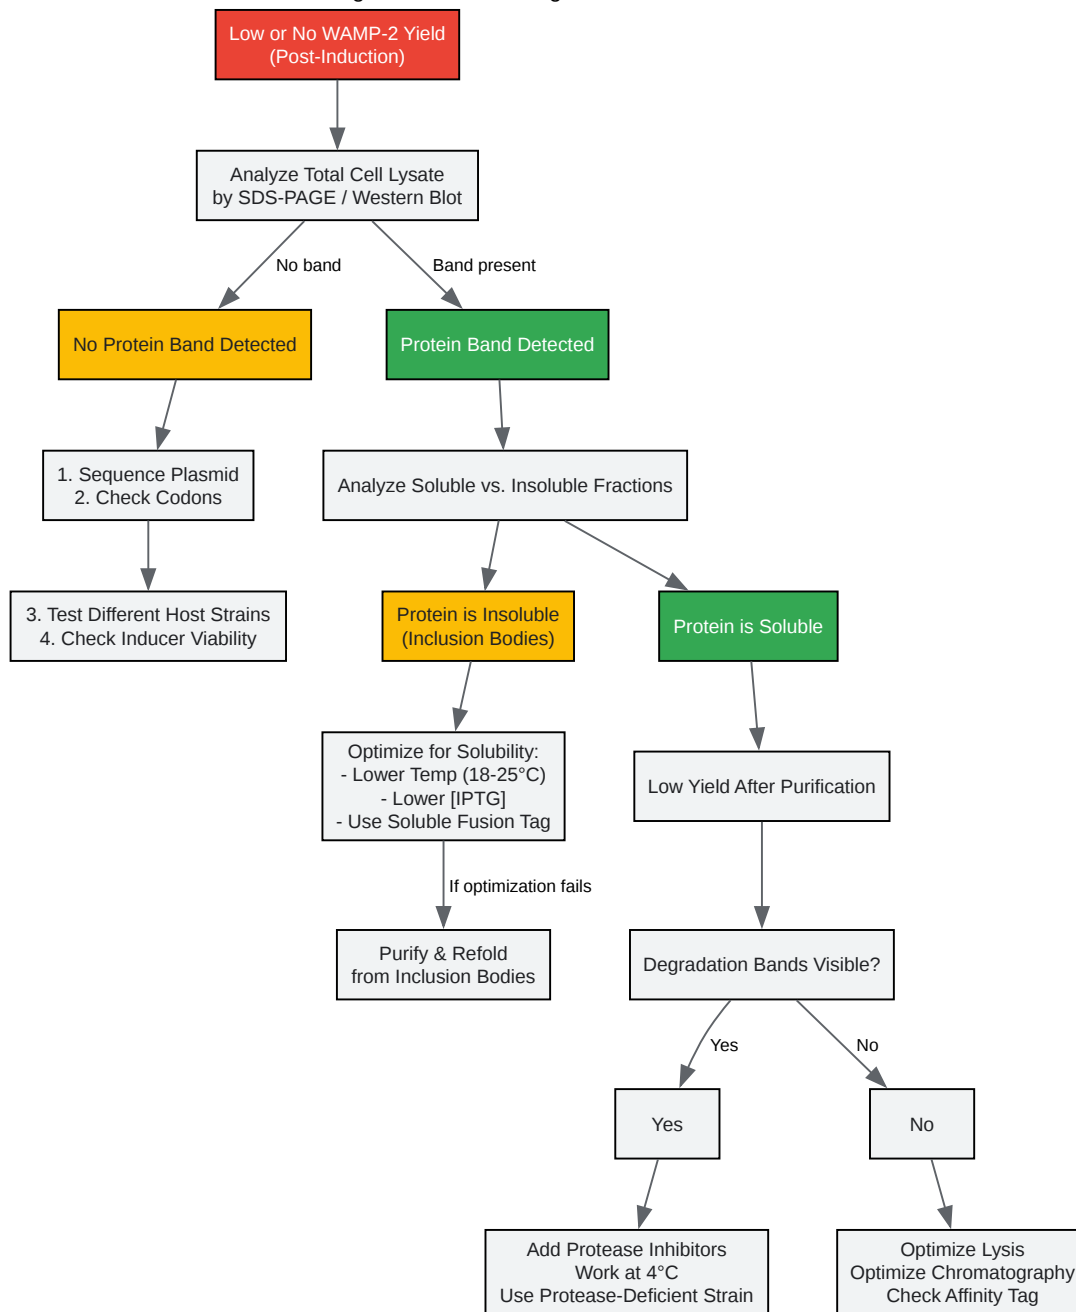 Low or No WAMP-2 Yield
(Post-Induction)
Analyze Total Cell Lysate
by SDS-PAGE / Western Blot
No band
Band present
No Protein Band Detected
Protein Band Detected
1. Sequence Plasmid
2. Check Codons
Analyze Soluble vs. Insoluble Fractions
3. Test Different Host Strains
4. Check Inducer Viability
Protein is Insoluble
(Inclusion Bodies)
Protein is Soluble
Optimize for Solubility:
- Lower Temp (18-25°C)
- Lower [IPTG]
- Use Soluble Fusion Tag
Low Yield After Purification
If optimization fails
Purify & Refold
from Inclusion Bodies
Degradation Bands Visible?
Yes
No
Yes
No
Add Protease Inhibitors
Work at 4°C
Use Protease-Deficient Strain
Optimize Lysis
Optimize Chromatography
Check Affinity Tag